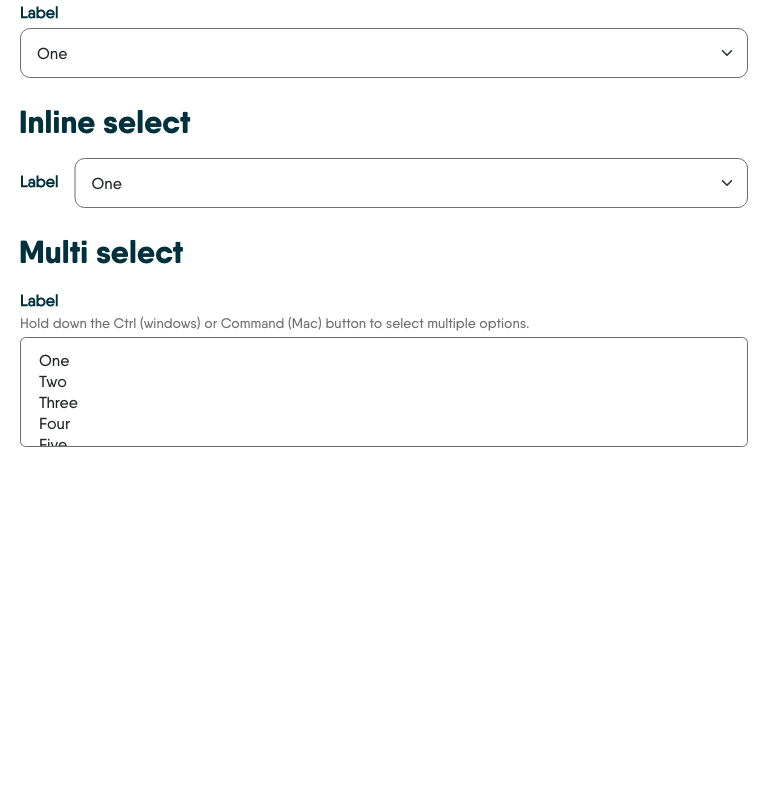 Label
One
Inline select
Label One
Multi select
Label
Hold down the Ctrl (windows) or Command (Mac) button to select multiple options.
One
Two
Three
Four
Five